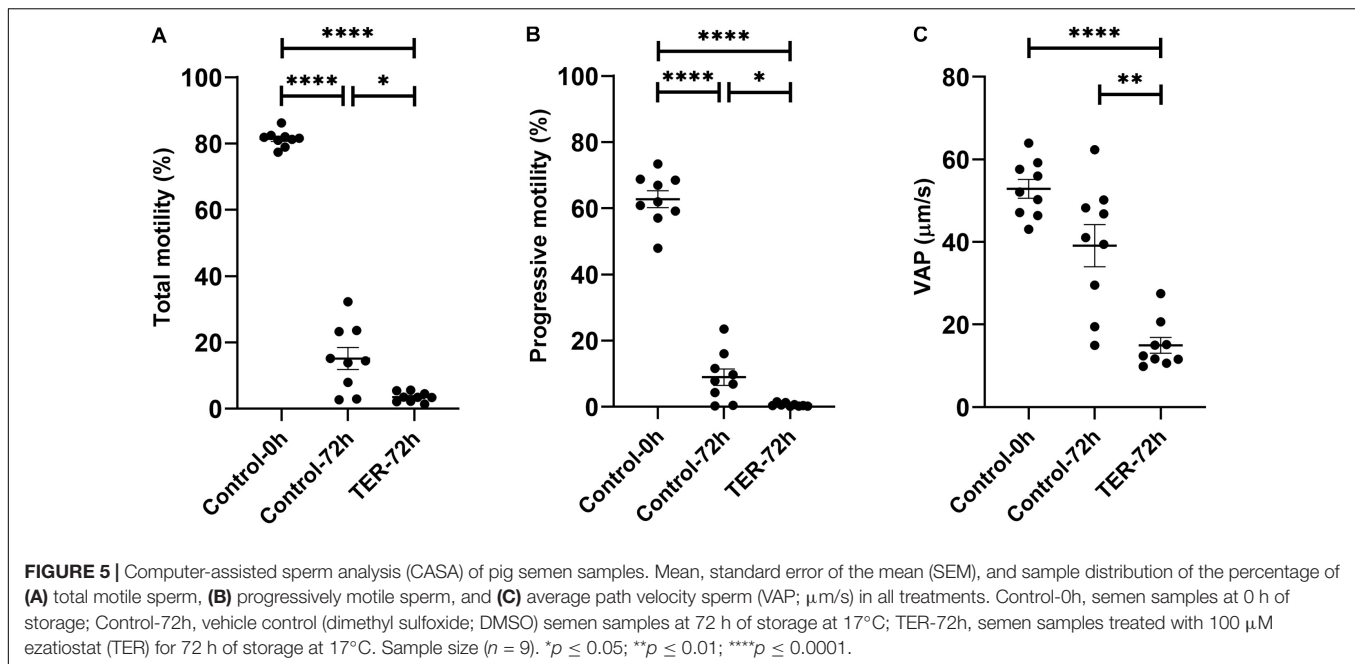 A
B
C
****
****
****
****
*
****
*
**
Total motility (%)
100
80
60
40
20
0
Control-0h
Control-72h
TER-72h
Progressive motility (%)
100
80
60
40
20
0
Control-0h
Control-72h
TER-72h
VAP (μm/s)
80
60
40
20
0
Control-0h
Control-72h
TER-72h
FIGURE 5 | Computer-assisted sperm analysis (CASA) of pig semen samples. Mean, standard error of the mean (SEM), and sample distribution of the percentage of
(A) total motile sperm, (B) progressively motile sperm, and (C) average path velocity sperm (VAP; μm/s) in all treatments. Control-0h, semen samples at 0 h of
storage; Control-72h, vehicle control (dimethyl sulfoxide; DMSO) semen samples at 72 h of storage at 17°C; TER-72h, semen samples treated with 100 μM
ezatiostat (TER) for 72 h of storage at 17°C. Sample size (n = 9). *p ≤ 0.05; **p ≤ 0.01; ****p ≤ 0.0001.